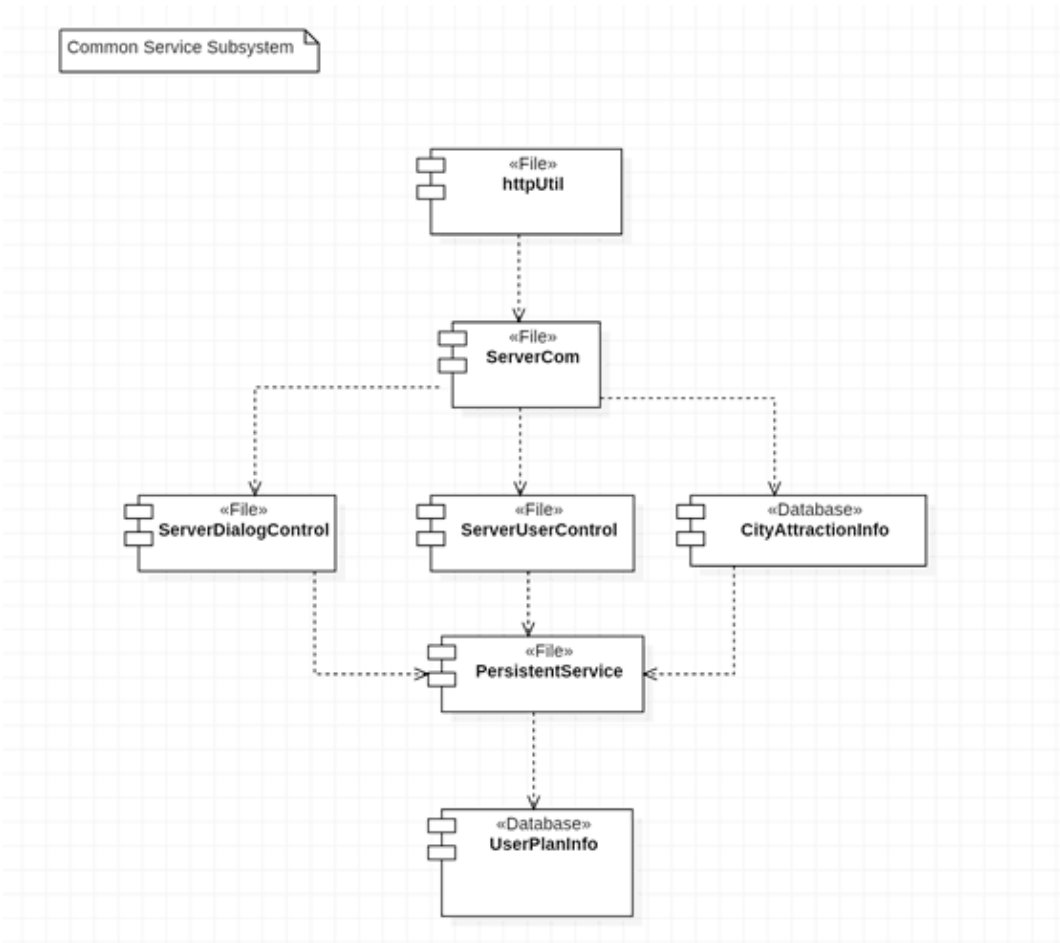 Common Service Subsystem
«File»
httpUtil
«File»
ServerCom
«File»
ServerDialogControl
«File»
ServerUserControl
«Database»
CityAttractionInfo
«File»
PersistentService
«Database»
UserPlanInfo